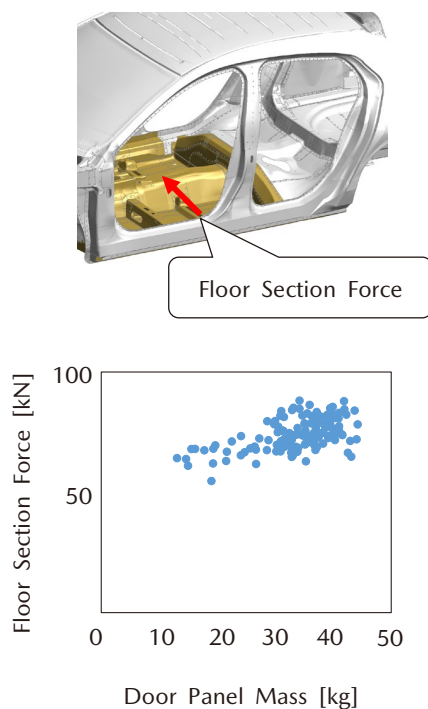 Floor Section Force
Floor Section Force [kN]
100
50
0 10 20 30 40 50
Door Panel Mass [kg]